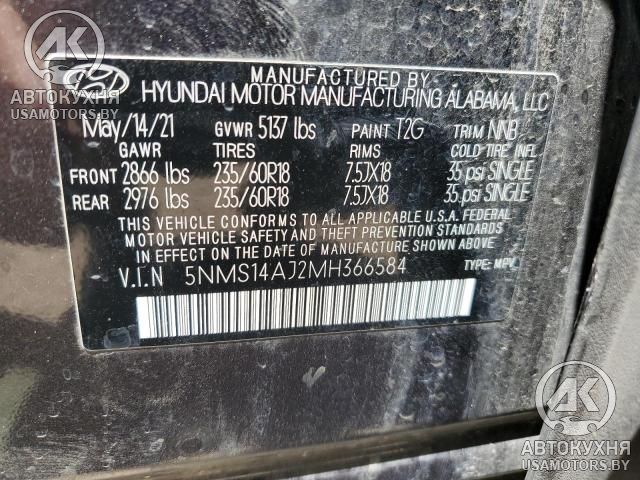 MANUFACTURED BY
HYUNDAI MOTOR MANUFACTURING ALABAMA, LLC
May/14/21 GVWR 5137 lbs PAINT T2G TRIM NNB
GAWR TIRES RIMS COLD TIRE INFL
FRONT 2866 lbs 235/60R18 7.5JX18 35 psi SINGLE
REAR 2976 lbs 235/60R18 7.5JX18 35 psi SINGLE
THIS VEHICLE CONFORMS TO ALL APPLICABLE U.S.A. FEDERAL
MOTOR VEHICLE SAFETY AND THEFT PREVENTION STANDARDS
IN EFFECT ON THE DATE OF MANUFACTURE SHOWN ABOVE.
V.I.N 5NMS14AJ2MH366584 TYPE: MPV
АК
АВТОКУХНЯ
USAMOTORS.BY
АК
АВТОКУХНЯ
USAMOTORS.BY